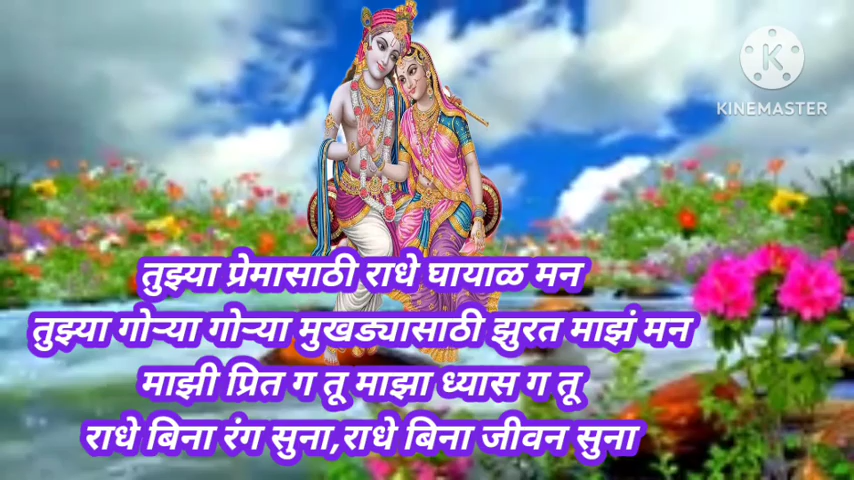 KINEMASTER
तुझ्या प्रेमासाठी राधे घायाळ मन
तुझ्या गोऱ्या गोऱ्या मुखड्यासाठी झुरत माझं मन
माझी प्रित ग तू माझा ध्यास ग तू
राधे बिना रंग सुना,राधे बिना जीवन सुना